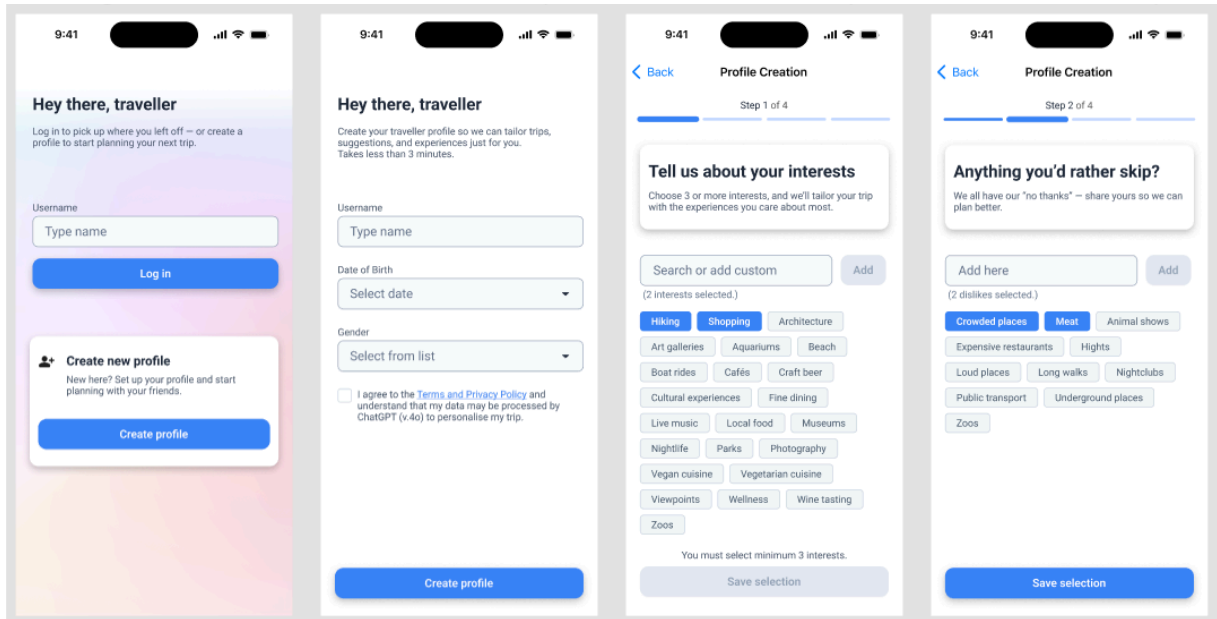 9:41
Hey there, traveller
Log in to pick up where you left off — or create a
profile to start planning your next trip.
Username
Type name
Log in
Create new profile
New here? Set up your profile and start
planning with your friends.
Create profile
9:41
Hey there, traveller
Create your traveller profile so we can tailor trips,
suggestions, and experiences just for you.
Takes less than 3 minutes.
Username
Type name
Date of Birth
Select date
Gender
Select from list
I agree to the Terms and Privacy Policy and
understand that my data may be processed by
ChatGPT (v.4o) to personalise my trip.
Create profile
9:41
Back Profile Creation
Step 1 of 4
Tell us about your interests
Choose 3 or more interests, and we'll tailor your trip
with the experiences you care about most.
Search or add custom Add
(2 interests selected.)
Hiking Shopping Architecture
Art galleries Aquariums Beach
Boat rides Cafés Craft beer
Cultural experiences Fine dining
Live music Local food Museums
Nightlife Parks Photography
Vegan cuisine Vegetarian cuisine
Viewpoints Wellness Wine tasting
Zoos
You must select minimum 3 interests.
Save selection
9:41
Back Profile Creation
Step 2 of 4
Anything you'd rather skip?
We all have our "no thanks" — share yours so we can
plan better.
Add here Add
(2 dislikes selected.)
Crowded places Meat Animal shows
Expensive restaurants Hights
Loud places Long walks Nightclubs
Public transport Underground places
Zoos
Save selection